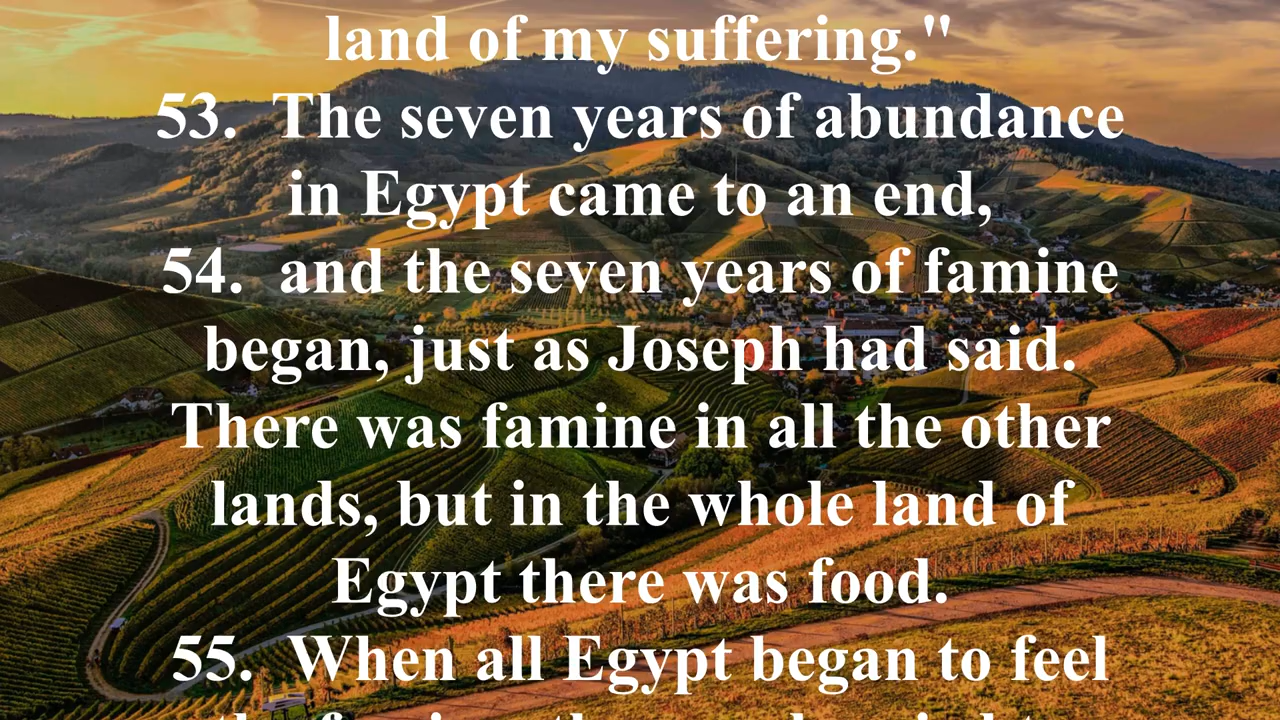 land of my suffering."
53. The seven years of abundance
in Egypt came to an end,
54. and the seven years of famine
began, just as Joseph had said.
There was famine in all the other
lands, but in the whole land of
Egypt there was food.
55. When all Egypt began to feel